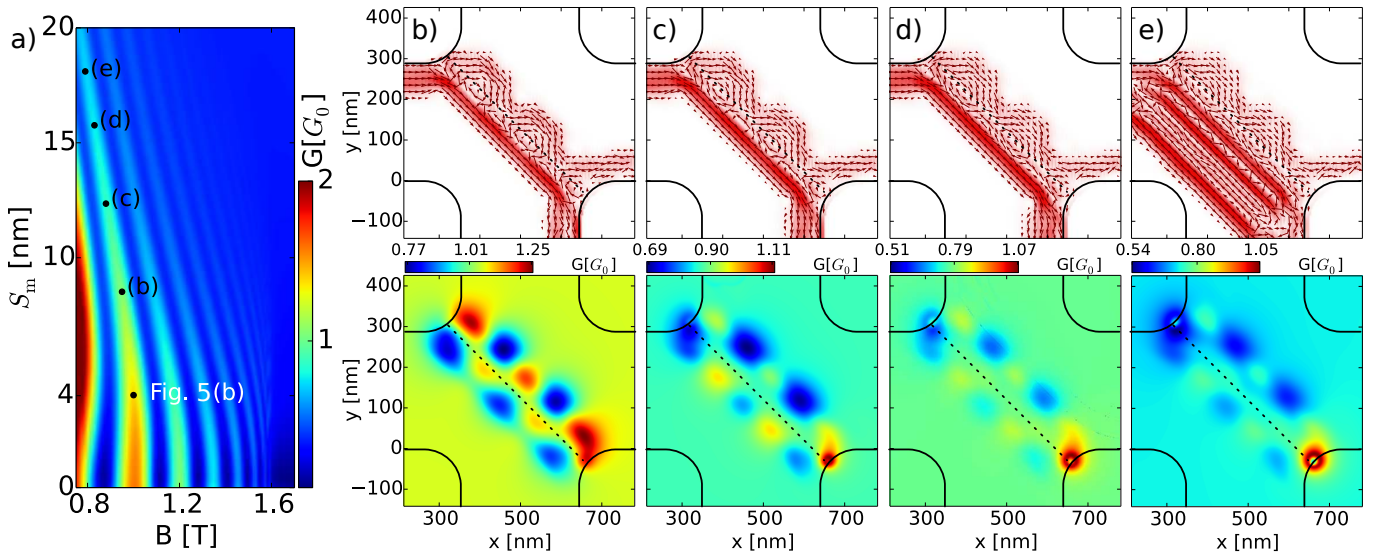 a)
20
15
10
4
0
S_m [nm]
0.8 1.2 1.6
B [T]
(e)
(d)
(c)
(b)
Fig. 5(b)
G[G_0]
2
1
0
b)
c)
d)
e)
400
300
200
100
0
−100
y [nm]
0.77 1.01 1.25
G[G_0]
0.69 0.90 1.11
G[G_0]
0.51 0.79 1.07
G[G_0]
0.54 0.80 1.05
G[G_0]
400
300
200
100
0
−100
y [nm]
300 500 700
x [nm]
300 500 700
x [nm]
300 500 700
x [nm]
300 500 700
x [nm]